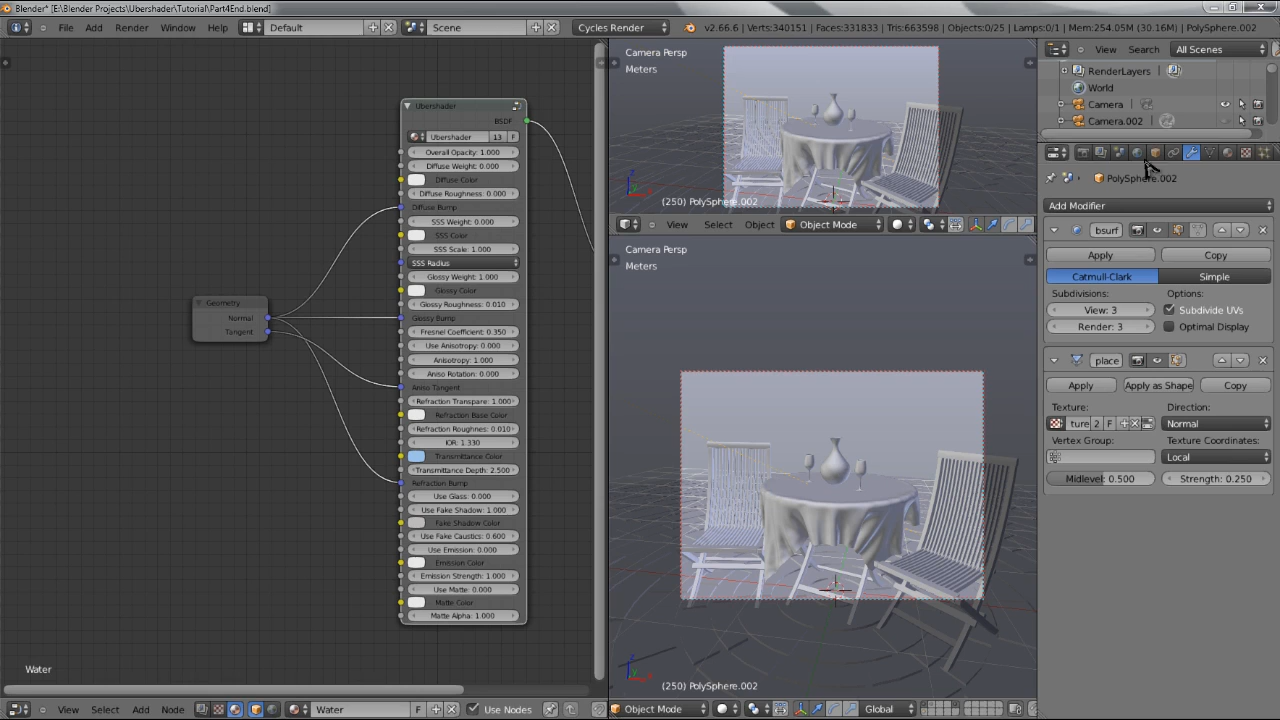 Blender* [E:\Blender Projects\Ubershader\Tutorial\Part4End.blend]
File Add Render Window Help Default Scene Cycles Render v2.66.6 | Verts:340151 | Faces:331833 | Tris:663598 | Objects:0/25 | Lamps:0/1 | Mem:254.05M (30.16M) | PolySphere.002
Ubershader
BSDF
Ubershader 13 F
Overall Opacity: 1.000
Diffuse Weight: 0.000
Diffuse Color
Diffuse Roughness: 0.000
Diffuse Bump
SSS Weight: 0.000
SSS Color
SSS Scale: 1.000
SSS Radius
Glossy Weight: 1.000
Glossy Color
Glossy Roughness: 0.010
Glossy Bump
Fresnel Coefficient: 0.350
Use Anisotropy: 0.000
Anisotropy: 1.000
Aniso Rotation: 0.000
Aniso Tangent
Refraction Transpare: 1.000
Refraction Base Color
Refraction Roughnes: 0.010
IOR: 1.330
Transmittance Color
Transmittance Depth: 2.500
Refraction Bump
Use Glass: 0.000
Use Fake Shadow: 1.000
Fake Shadow Color
Use Fake Caustics: 0.600
Use Emission: 0.000
Emission Color
Emission Strength: 1.000
Use Matte: 0.000
Matte Color
Matte Alpha: 1.000
Geometry
Normal
Tangent
Water
View Select Add Node Water F Use Nodes
Camera Persp
Meters
(250) PolySphere.002
View Select Object Object Mode
Camera Persp
Meters
(250) PolySphere.002
Object Mode Global
View Search All Scenes
RenderLayers |
World
Camera |
Camera.002
PolySphere.002
Add Modifier
bsurf
Apply Copy
Catmull-Clark Simple
Subdivisions: Options:
View: 3 Subdivide UVs
Render: 3 Optimal Display
place
Apply Apply as Shape Copy
Texture: Direction:
ture 2 F Normal
Vertex Group: Texture Coordinates:
Local
Midlevel: 0.500 Strength: 0.250